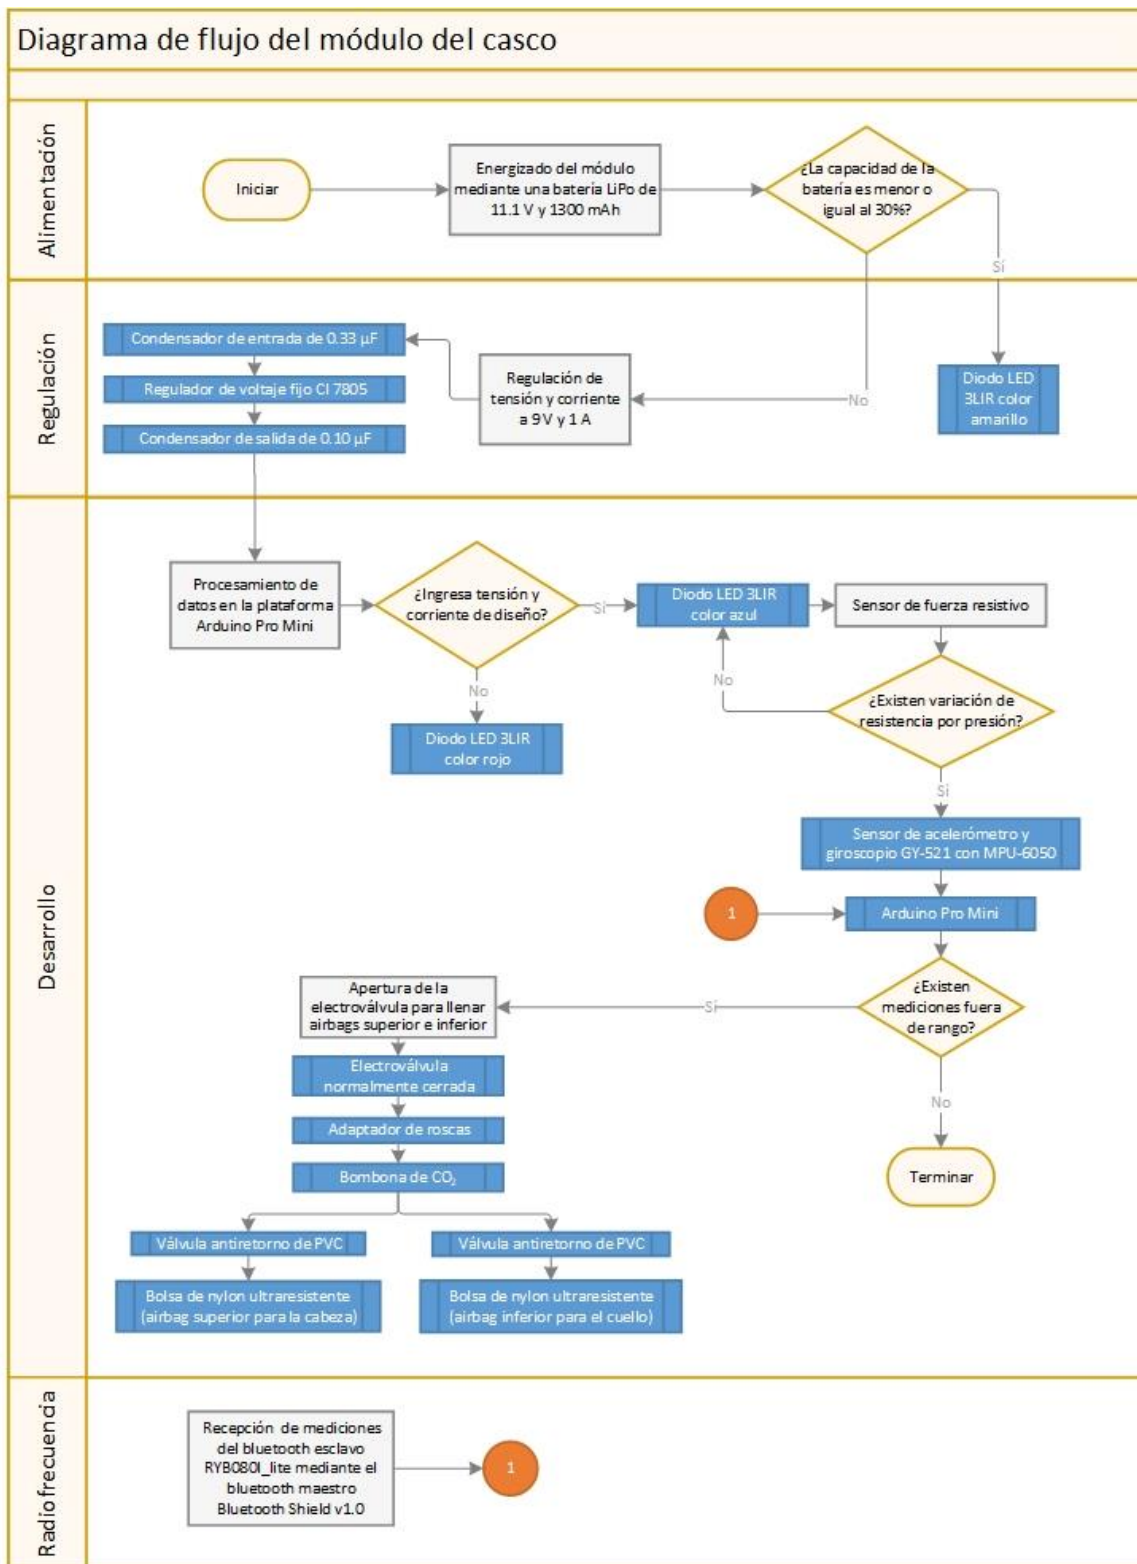 Diagrama de flujo del módulo del casco
Alimentación
Iniciar
Energizado del módulo
mediante una batería LiPo de
11.1 V y 1300 mAh
¿La capacidad de la
batería es menor o
igual al 30%?
Sí
No
Regulación
Condensador de entrada de 0.33 µF
Regulador de voltaje fijo CI 7805
Condensador de salida de 0.10 µF
Regulación de
tensión y corriente
a 9 V y 1 A
Diodo LED
3LIR color
amarillo
Desarrollo
Procesamiento de
datos en la plataforma
Arduino Pro Mini
¿Ingresa tensión y
corriente de diseño?
Sí
No
Diodo LED 3LIR
color rojo
Diodo LED 3LIR
color azul
Sensor de fuerza resistivo
¿Existen variación de
resistencia por presión?
No
Sí
Sensor de acelerómetro y
giroscopio GY-521 con MPU-6050
1
Arduino Pro Mini
¿Existen
mediciones fuera
de rango?
Sí
No
Terminar
Apertura de la
electroválvula para llenar
airbags superior e inferior
Electroválvula
normalmente cerrada
Adaptador de roscas
Bombona de CO₂
Válvula antiretorno de PVC
Válvula antiretorno de PVC
Bolsa de nylon ultraresistente
(airbag superior para la cabeza)
Bolsa de nylon ultraresistente
(airbag inferior para el cuello)
Radiofrecuencia
Recepción de mediciones
del bluetooth esclavo
RYB080I_lite mediante el
bluetooth maestro
Bluetooth Shield v1.0
1